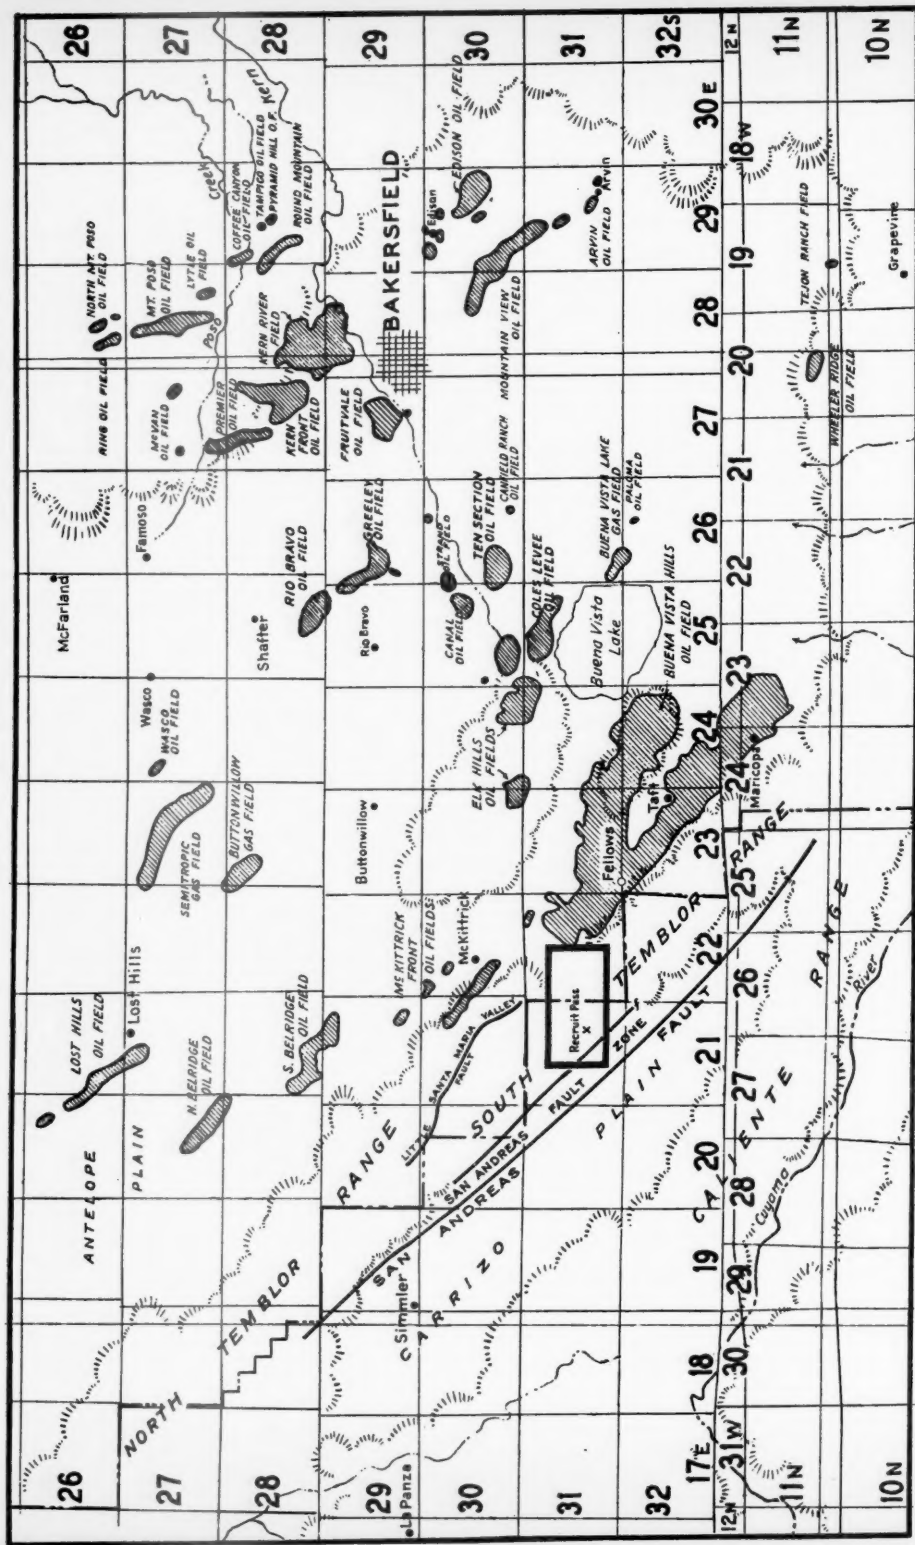 26
27
28
29
30
31
32S
12 N
11 N
10 N
30 E
18W
29
19
28
20
27
21
26
22
25
23
24
24
23
25
22
26
21
27
20
28
19
29
18
30
17 E
31W
26
27
28
29
30
31
32
12 N
11N
10 N
NORTH MT. POSO
OIL FIELD
MT. POSO
OIL FIELD
LYTLE OIL
FIELD
COFFEE CANYON
OIL FIELD
TAMPICO OIL FIELD
PYRAMID HILL O.F.
ROUND MOUNTAIN
OIL FIELD
Creek
Kern
Poso
RING OIL FIELD
McVAN
OIL FIELD
PREMIER
OIL FIELD
KERN RIVER
FIELD
KERN
FRONT
OIL FIELD
FRUITVALE
OIL FIELD
BAKERSFIELD
Edison
EDISON OIL FIELD
MOUNTAIN VIEW
OIL FIELD
ARVIN
OIL FIELD
Arvin
TEJON RANCH FIELD
Grapevine
WHEELER RIDGE
OIL FIELD
McFarland
Famoso
Wasco
WASCO
OIL FIELD
Shafter
RIO BRAVO
OIL FIELD
Rio Bravo
GREELEY
OIL FIELD
CANAL
OIL FIELD
OIL FIELD
TEN SECTION
OIL FIELD
CANFIELD RANCH
OIL FIELD
COLES LEVEE
OIL FIELD
BUENA VISTA LAKE
GAS FIELD
PALOMA
OIL FIELD
Buena Vista
Lake
BUENA VISTA HILLS
OIL FIELD
ELK HILLS
OIL FIELDS
SEMITROPIC
GAS FIELD
BUTTONWILLOW
GAS FIELD
Buttonwillow
Fellows
Taft
Maricopa
McKITTRICK
FRONT
OIL FIELDS
McKittrick
LOST HILLS
OIL FIELD
Lost Hills
N. BELRIDGE
OIL FIELD
S. BELRIDGE
OIL FIELD
ANTELOPE
PLAIN
NORTH TEMBLOR RANGE
SOUTH TEMBLOR RANGE
LITTLE SANTA MARIA VALLEY
FAULT
Recruit Pass
X
SAN ANDREAS FAULT ZONE
SAN ANDREAS FAULT
CARRIZO PLAIN
Simmler
La Panza
CALIENTE RANGE
Cuyama River